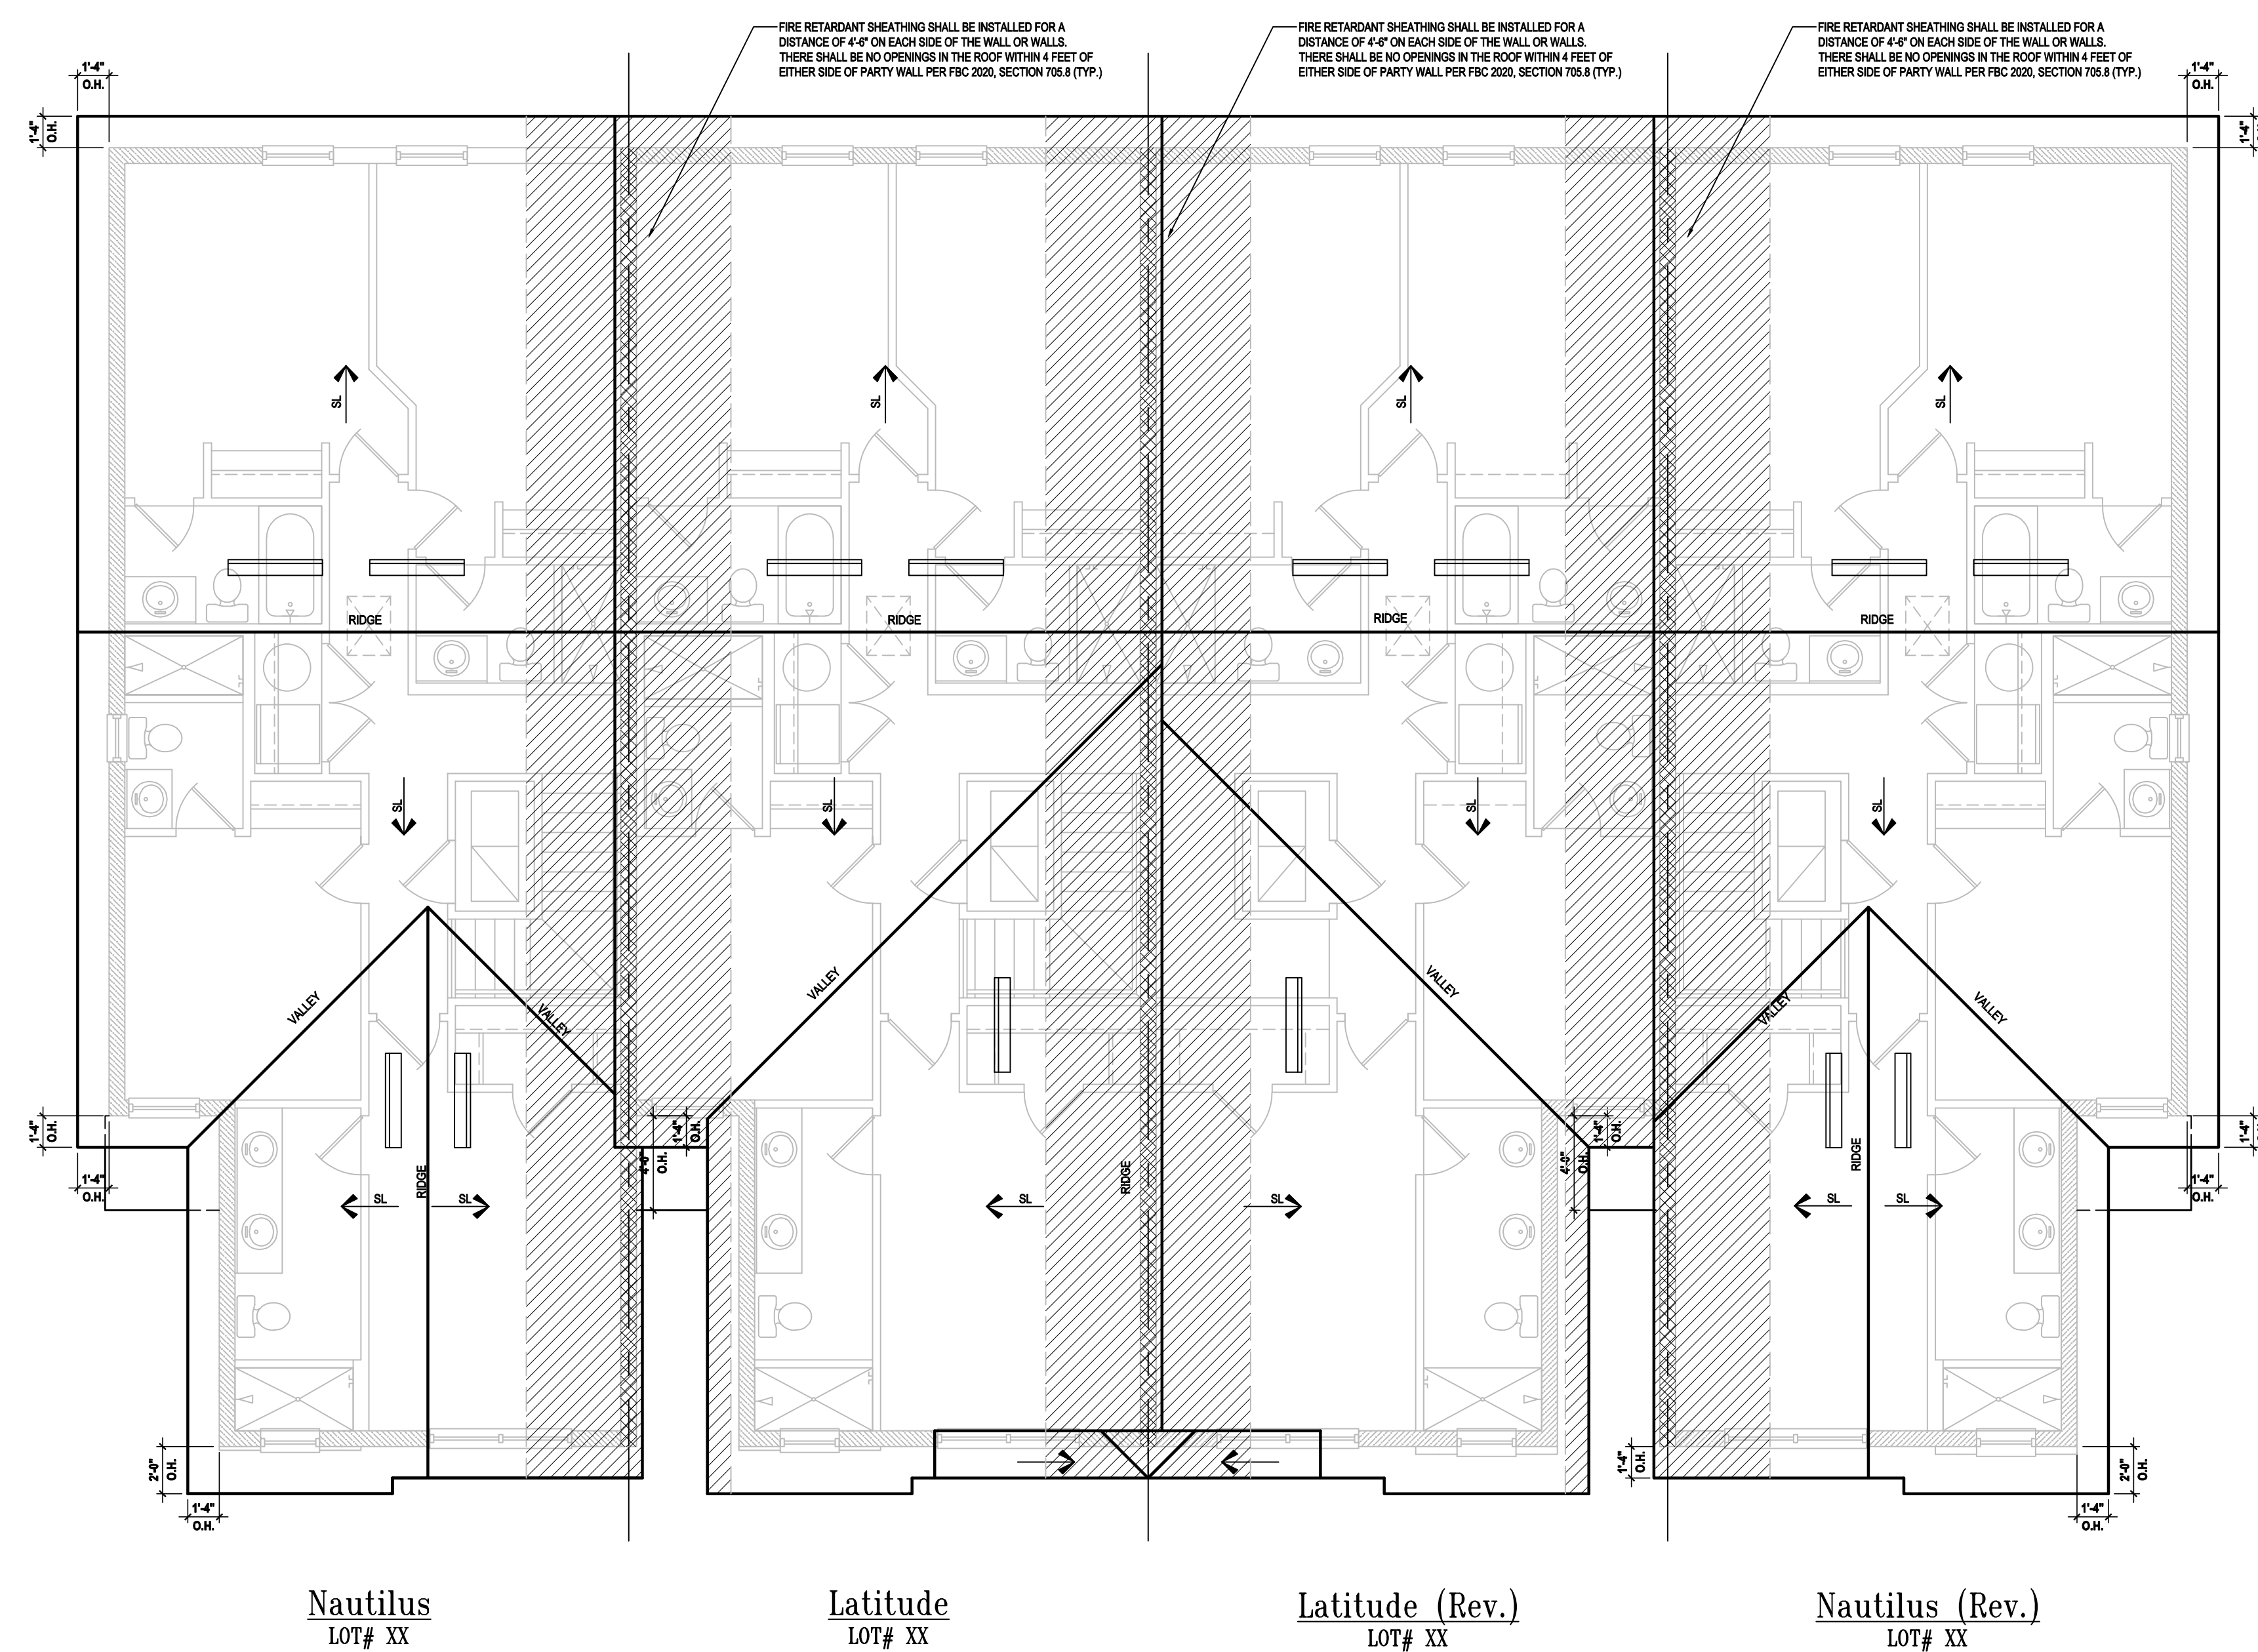 FIRE RETARDANT SHEATHING SHALL BE INSTALLED FOR A
DISTANCE OF 4'-6" ON EACH SIDE OF THE WALL OR WALLS.
THERE SHALL BE NO OPENINGS IN THE ROOF WITHIN 4 FEET OF
EITHER SIDE OF PARTY WALL PER FBC 2020, SECTION 705.8 (TYP.)
FIRE RETARDANT SHEATHING SHALL BE INSTALLED FOR A
DISTANCE OF 4'-6" ON EACH SIDE OF THE WALL OR WALLS.
THERE SHALL BE NO OPENINGS IN THE ROOF WITHIN 4 FEET OF
EITHER SIDE OF PARTY WALL PER FBC 2020, SECTION 705.8 (TYP.)
FIRE RETARDANT SHEATHING SHALL BE INSTALLED FOR A
DISTANCE OF 4'-6" ON EACH SIDE OF THE WALL OR WALLS.
THERE SHALL BE NO OPENINGS IN THE ROOF WITHIN 4 FEET OF
EITHER SIDE OF PARTY WALL PER FBC 2020, SECTION 705.8 (TYP.)
1'-4"
O.H.
1'-4"
O.H.
1'-4"
O.H.
1'-4"
SL
SL
SL
SL
RIDGE
RIDGE
RIDGE
RIDGE
SL
SL
SL
SL
VALLEY
VALLEY
VALLEY
VALLEY
VALLEY
VALLEY
1'-4"
O.H.
1'-4"
O.H.
4'-0"
O.H.
1'-4"
O.H.
4'-0"
O.H.
1'-4"
1'-4"
O.H.
RIDGE
RIDGE
RIDGE
1'-4"
O.H.
SL
SL
SL
SL
SL
SL
2'-0"
O.H.
1'-4"
O.H.
2'-0"
O.H.
1'-4"
O.H.
1'-4"
O.H.
Nautilus
LOT# XX
Latitude
LOT# XX
Latitude (Rev.)
LOT# XX
Nautilus (Rev.)
LOT# XX